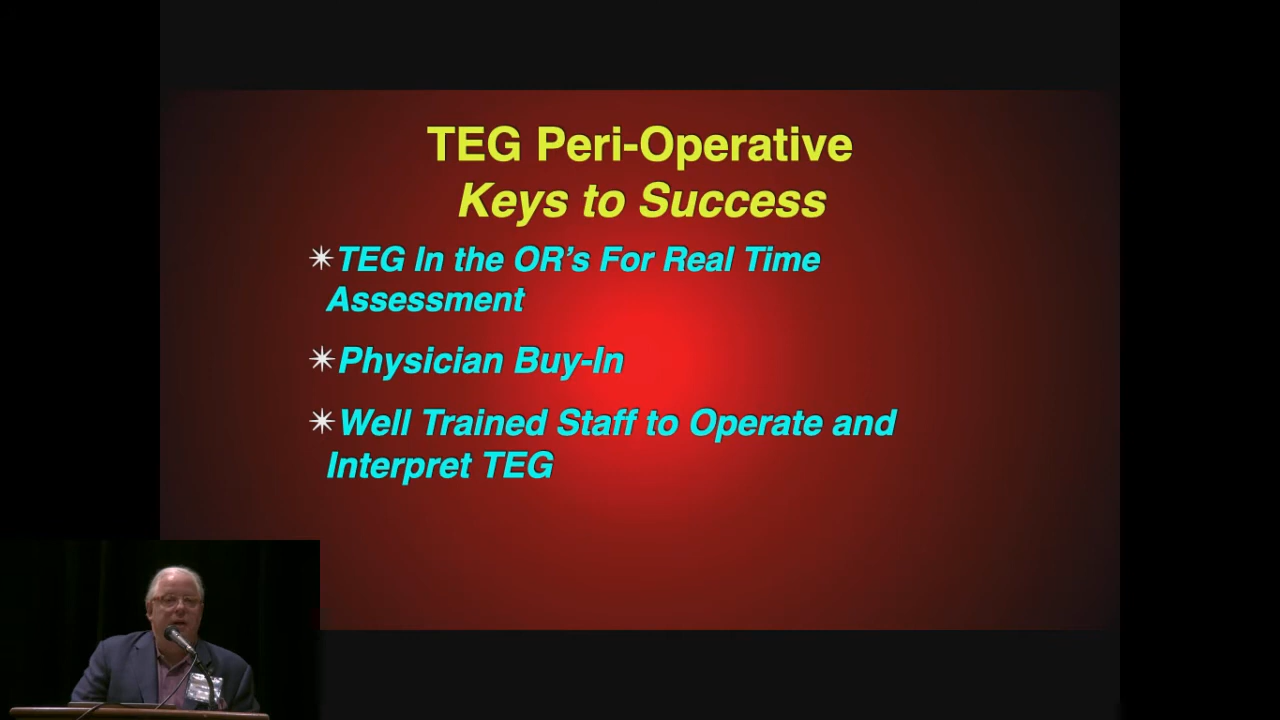 TEG Peri-Operative
Keys to Success
TEG In the OR's For Real Time
Assessment
Physician Buy-In
Well Trained Staff to Operate and
Interpret TEG